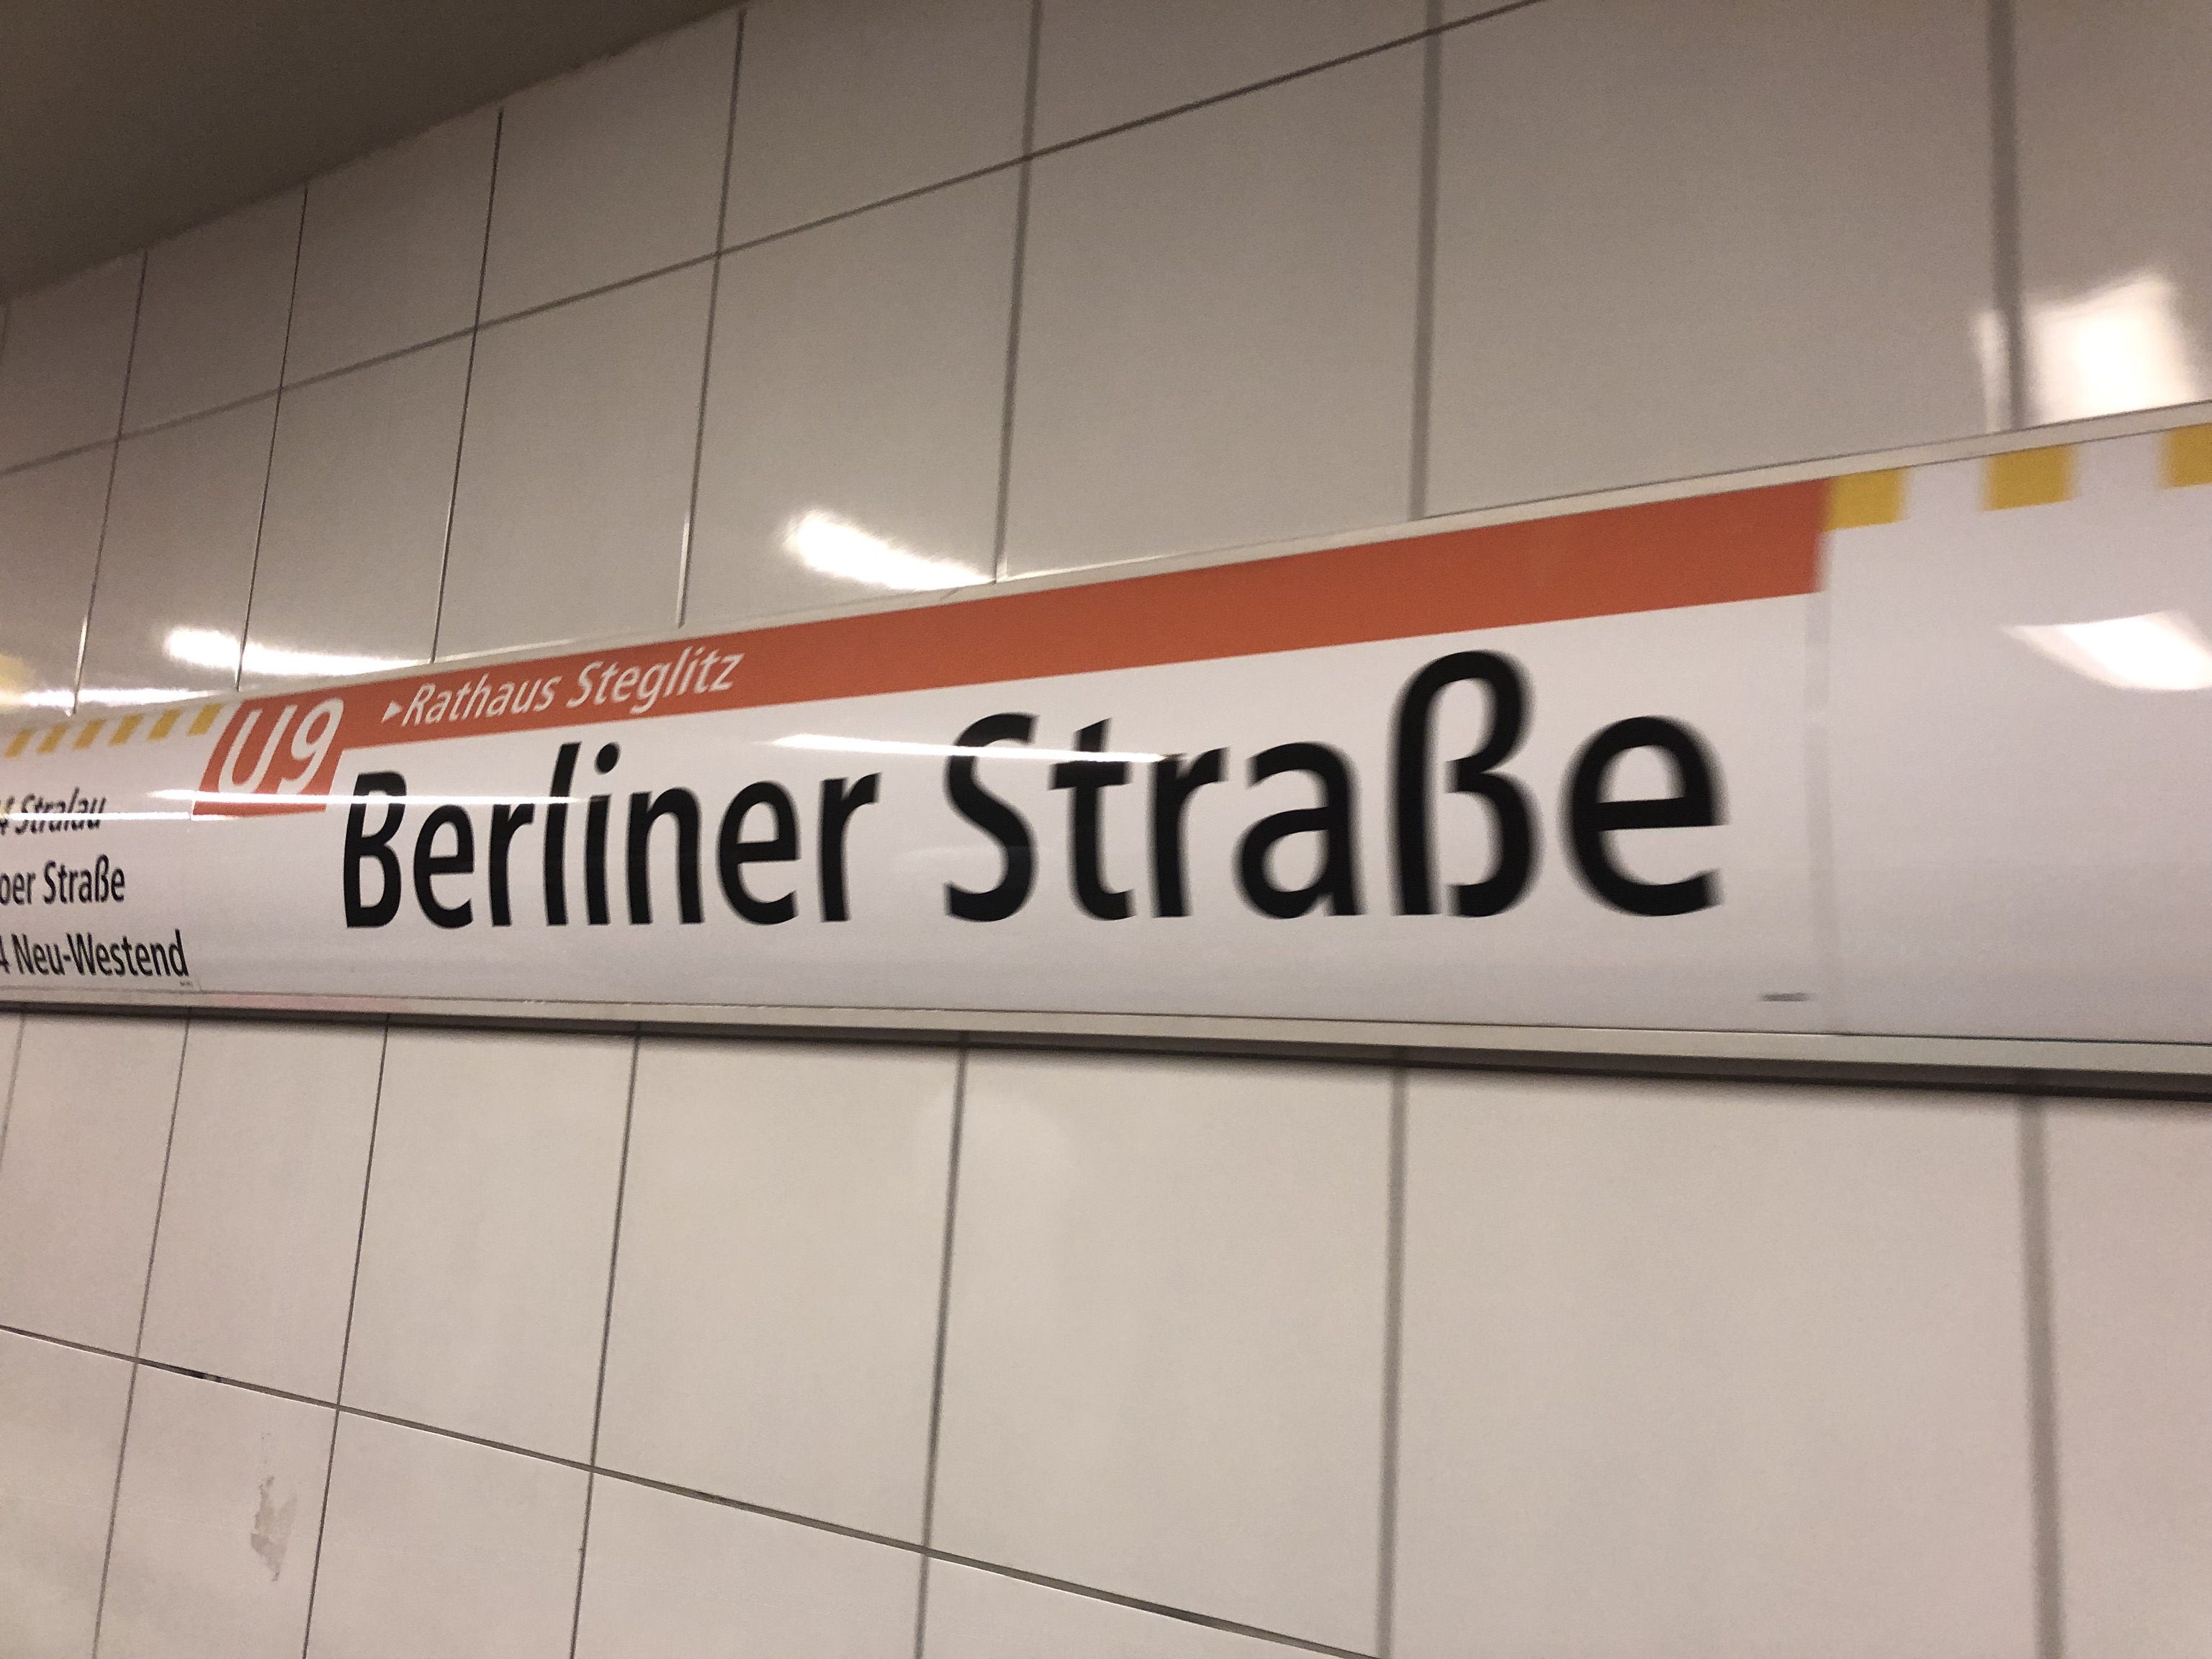 U9 ▸Rathaus Steglitz
Berliner Straße
Stralau
Straße
Neu-Westend